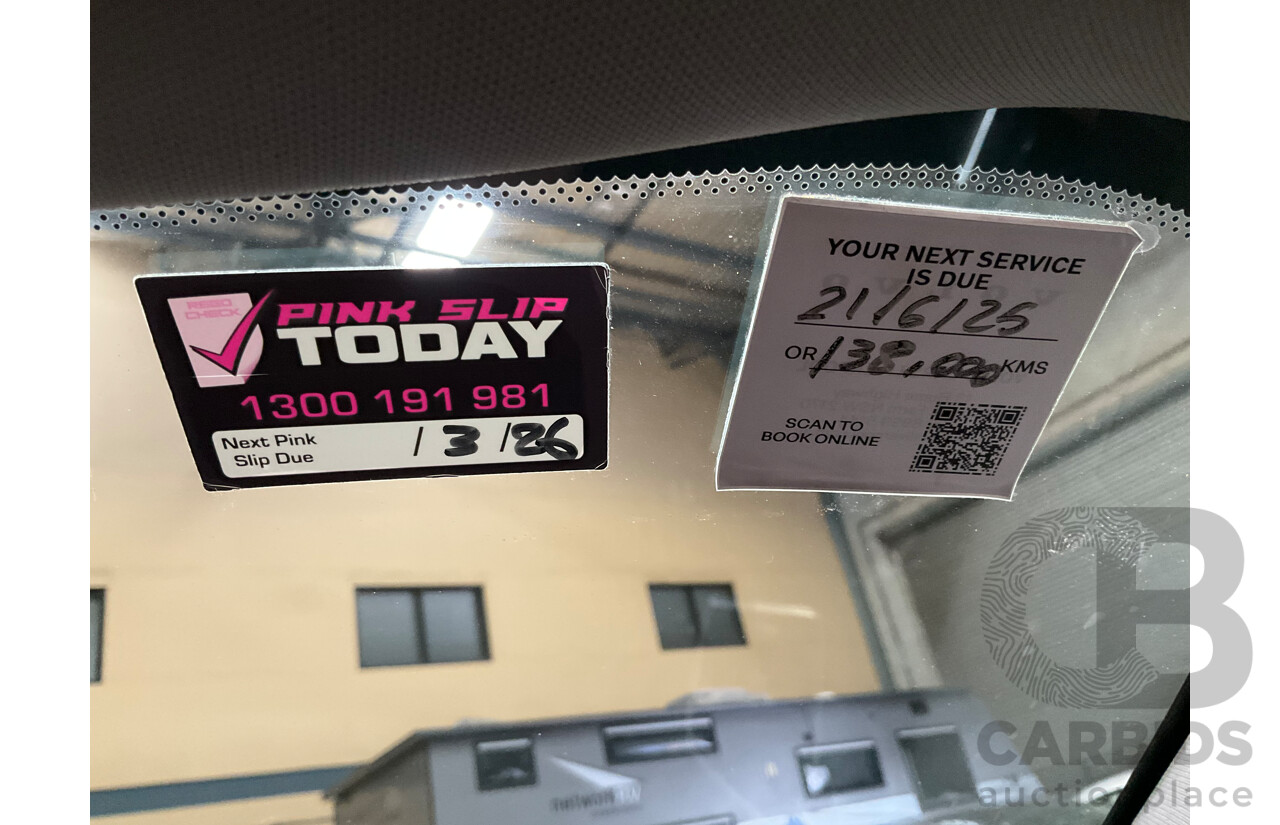 REGO
CHECK
PINK SLIP
TODAY
1300 191 981
Next Pink
Slip Due
/ 3 / 26
YOUR NEXT SERVICE
IS DUE
21/6/25
OR 138,000 KMS
SCAN TO
BOOK ONLINE
CARBIDS
auction place